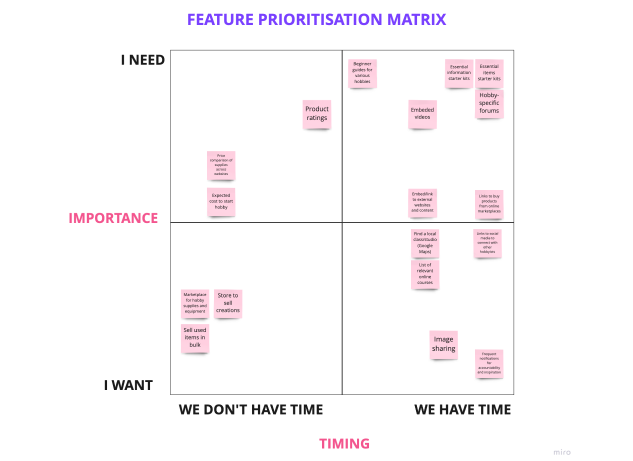 FEATURE PRIORITISATION MATRIX
I NEED
Beginner
guides for
various
hobbies
Essential
information
starter kits
Essential
items
starter kits
Product
ratings
Embeded
videos
Hobby-
specific
forums
Price
comparison of
supplies
across
websites
Expected
cost to start
hobby
Embed/link
to external
websites
and content
Links to buy
products
from online
marketplaces
IMPORTANCE
Find a local
class/studio
(Google
Maps)
Links to social
media to
connect with
other
hobbyists
List of
relevant
online
courses
Marketplace
for hobby
supplies and
equipment
Store to
sell
creations
Sell used
items in
bulk
Image
sharing
Frequent
notifications
for
accountability
and inspiration
I WANT
WE DON'T HAVE TIME
WE HAVE TIME
TIMING
miro